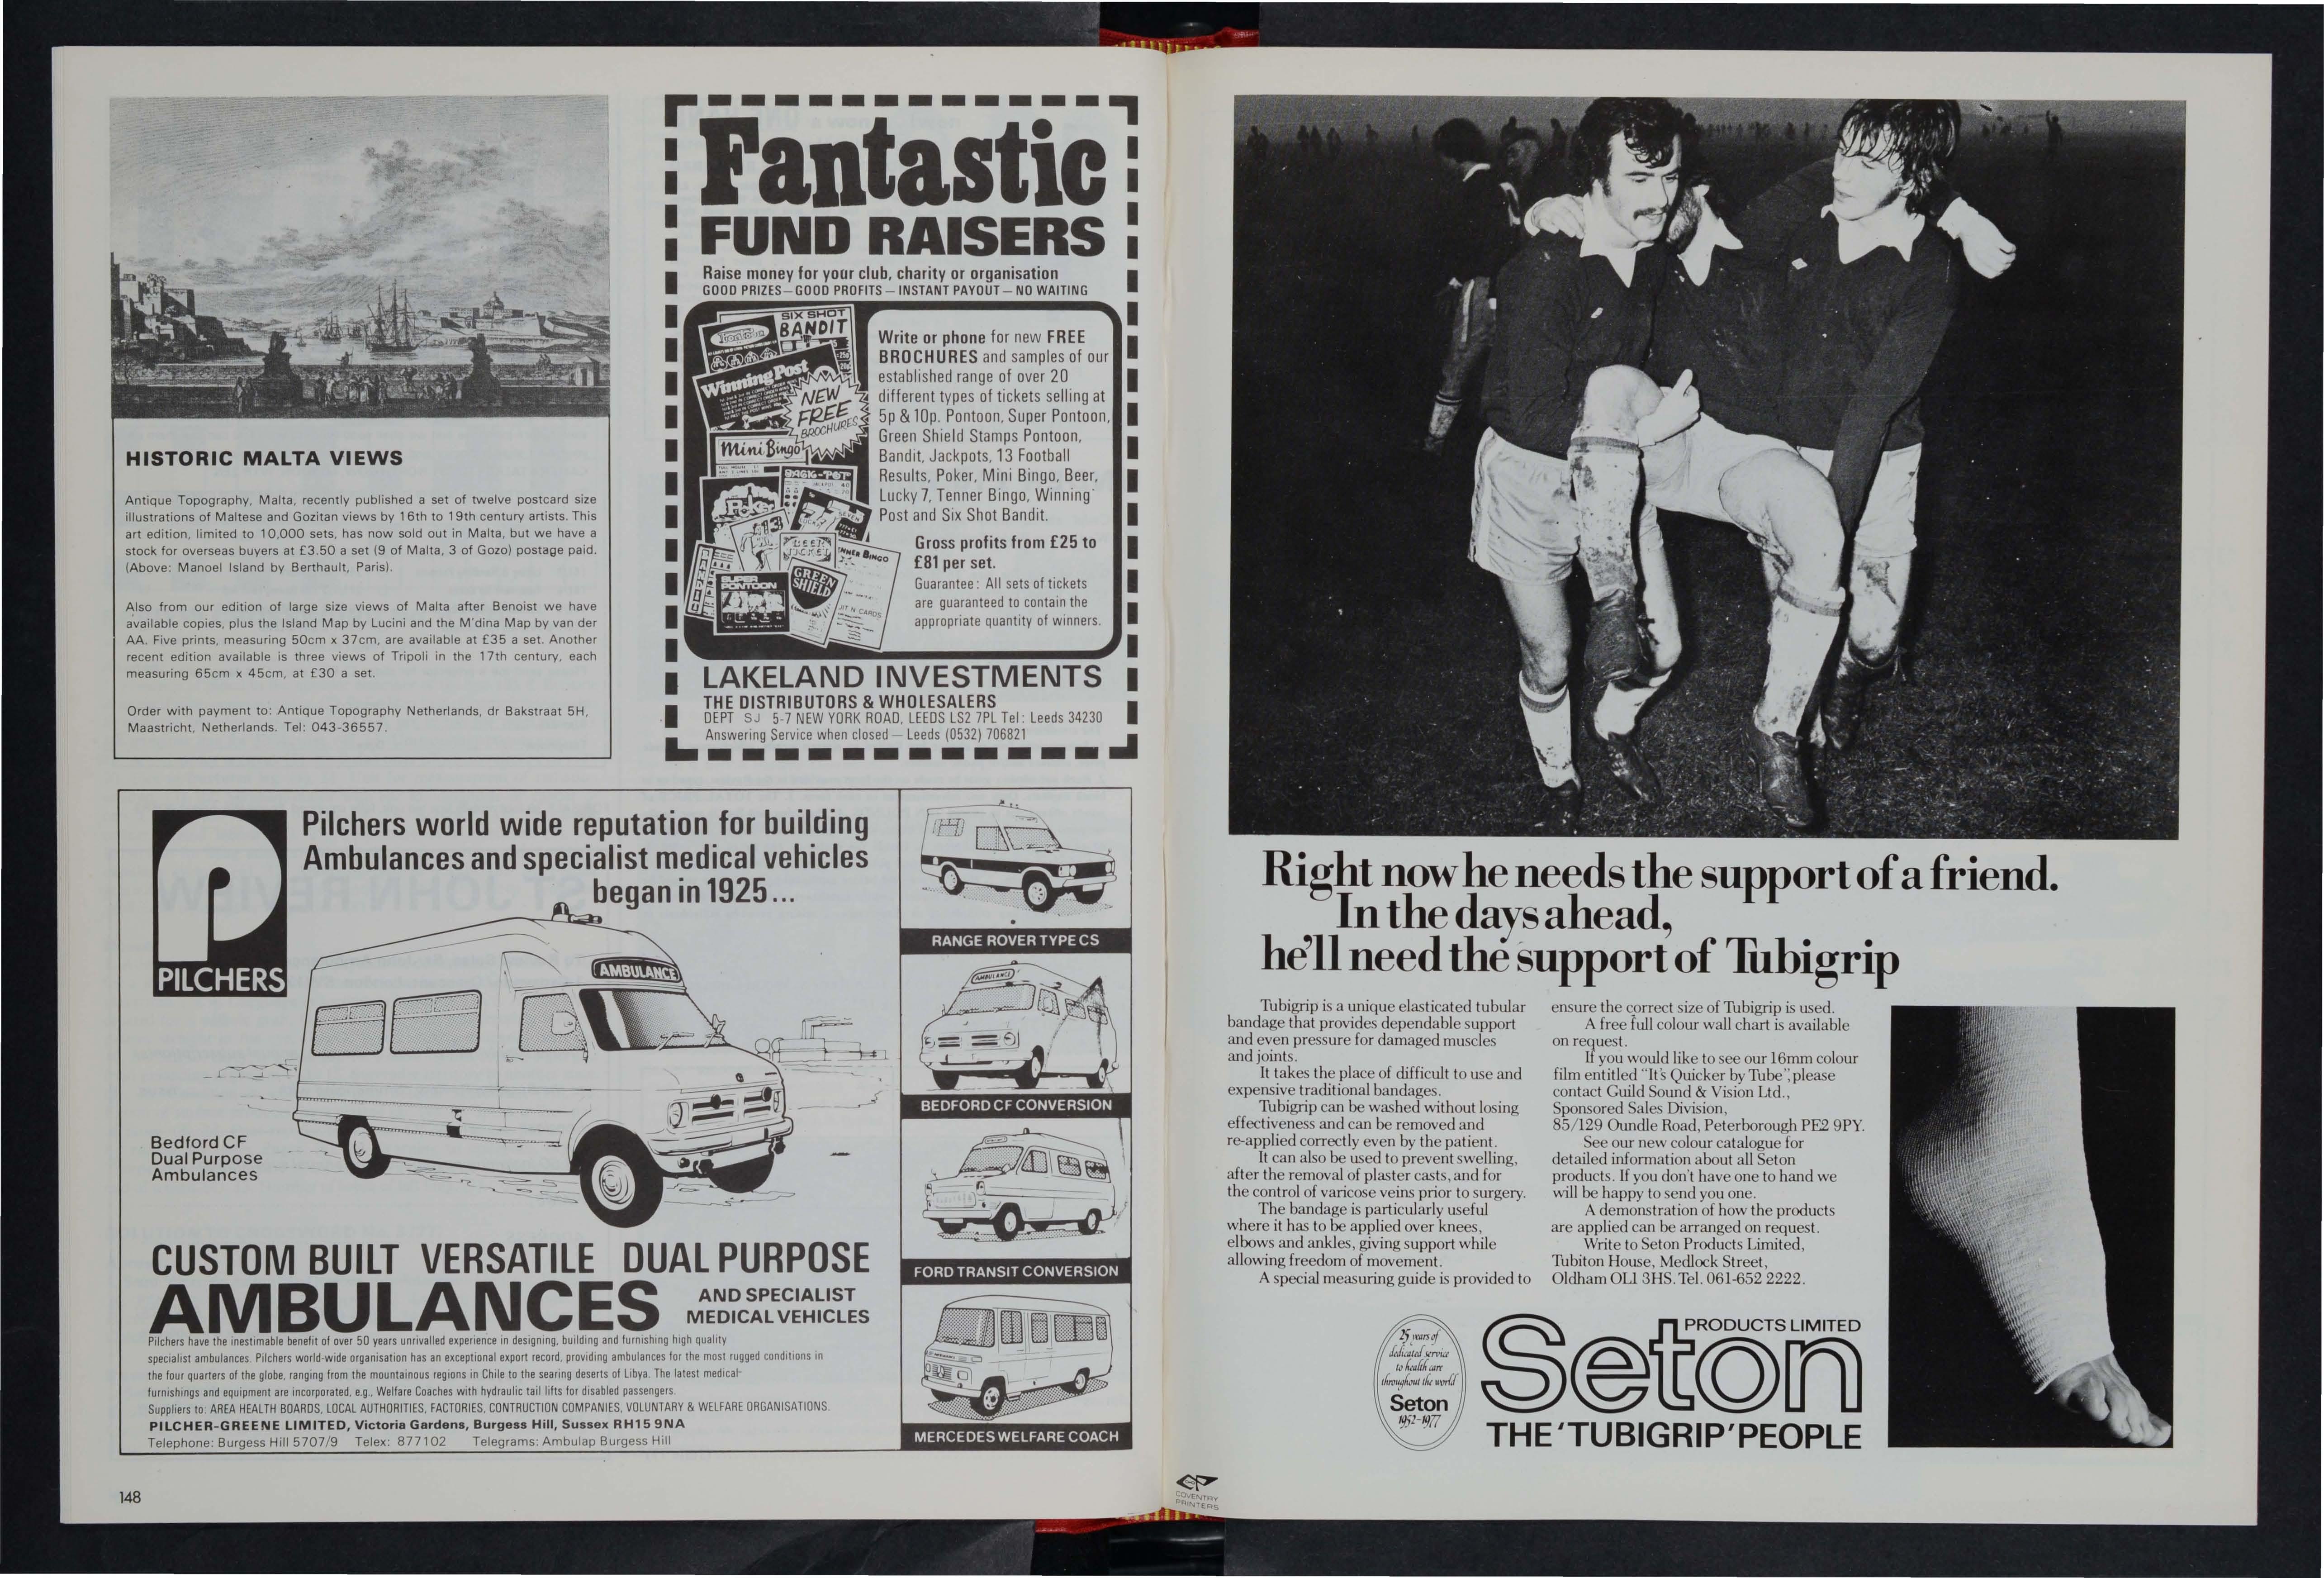 HISTORIC MALTA VIEWS
Antique Topography, Malta, recently published a set of twelve postcard size
illustrations of Maltese and Gozitan views by 16th to 19th century artists. This
art edition, limited to 10,000 sets, has now sold out in Malta, but we have a
stock for overseas buyers at £3.50 a set (9 of Malta, 3 of Gozo) postage paid.
(Above: Manoel Island by Berthault, Paris).
Also from our edition of large size views of Malta after Benoist we have
available copies, plus the Island Map by Lucini and the M'dina Map by van der
AA. Five prints, measuring 50cm x 37cm, are available at £35 a set. Another
recent edition available is three views of Tripoli in the 17th century, each
measuring 65cm x 45cm, at £30 a set.
Order with payment to: Antique Topography Netherlands, dr Bakstraat 5H,
Maastricht, Netherlands. Tel: 043-36557.
Fantastic
FUND RAISERS
Raise money for your club, charity or organisation
GOOD PRIZES — GOOD PROFITS — INSTANT PAYOUT — NO WAITING
SIX SHOT
BANDIT
Winning Post
NEW
FREE
BROCHURES
Mini Bingo
SUPER
PONTOON
GREEN
SHIELD
Write or phone for new FREE
BROCHURES and samples of our
established range of over 20
different types of tickets selling at
5p & 10p. Pontoon, Super Pontoon,
Green Shield Stamps Pontoon,
Bandit, Jackpots, 13 Football
Results, Poker, Mini Bingo, Beer,
Lucky 7, Tenner Bingo, Winning
Post and Six Shot Bandit.
Gross profits from £25 to
£81 per set.
Guarantee: All sets of tickets
are guaranteed to contain the
appropriate quantity of winners.
LAKELAND INVESTMENTS
THE DISTRIBUTORS & WHOLESALERS
DEPT SJ 5-7 NEW YORK ROAD, LEEDS LS2 7PL Tel: Leeds 34230
Answering Service when closed — Leeds (0532) 706821
PILCHERS
Pilchers world wide reputation for building
Ambulances and specialist medical vehicles
began in 1925...
AMBULANCE
Bedford CF
Dual Purpose
Ambulances
RANGE ROVER TYPE CS
AMBULANCE
BEDFORD CF CONVERSION
FORD TRANSIT CONVERSION
MERCEDES WELFARE COACH
CUSTOM BUILT VERSATILE DUAL PURPOSE
AMBULANCES AND SPECIALIST
MEDICAL VEHICLES
Pilchers have the inestimable benefit of over 50 years unrivalled experience in designing, building and furnishing high quality
specialist ambulances. Pilchers world-wide organisation has an exceptional export record, providing ambulances for the most rugged conditions in
the four quarters of the globe, ranging from the mountainous regions in Chile to the searing deserts of Libya. The latest medical-
furnishings and equipment are incorporated, e.g., Welfare Coaches with hydraulic tail lifts for disabled passengers.
Suppliers to: AREA HEALTH BOARDS, LOCAL AUTHORITIES, FACTORIES, CONTRUCTION COMPANIES, VOLUNTARY & WELFARE ORGANISATIONS.
PILCHER-GREENE LIMITED, Victoria Gardens, Burgess Hill, Sussex RH15 9NA
Telephone: Burgess Hill 5707/9 Telex: 877102 Telegrams: Ambulap Burgess Hill
148
Right now he needs the support of a friend.
In the days ahead,
he'll need the support of Tubigrip
Tubigrip is a unique elasticated tubular
bandage that provides dependable support
and even pressure for damaged muscles
and joints.
It takes the place of difficult to use and
expensive traditional bandages.
Tubigrip can be washed without losing
effectiveness and can be removed and
re-applied correctly even by the patient.
It can also be used to prevent swelling,
after the removal of plaster casts, and for
the control of varicose veins prior to surgery.
The bandage is particularly useful
where it has to be applied over knees,
elbows and ankles, giving support while
allowing freedom of movement.
A special measuring guide is provided to
ensure the correct size of Tubigrip is used.
A free full colour wall chart is available
on request.
If you would like to see our 16mm colour
film entitled "It's Quicker by Tube", please
contact Guild Sound & Vision Ltd.,
Sponsored Sales Division,
85/129 Oundle Road, Peterborough PE2 9PY.
See our new colour catalogue for
detailed information about all Seton
products. If you don't have one to hand we
will be happy to send you one.
A demonstration of how the products
are applied can be arranged on request.
Write to Seton Products Limited,
Tubiton House, Medlock Street,
Oldham OL1 3HS. Tel. 061-652 2222.
25 years of
dedicated service
to health care
throughout the world
Seton
1952-1977
Seton PRODUCTS LIMITED
THE 'TUBIGRIP' PEOPLE
COVENTRY
PRINTERS